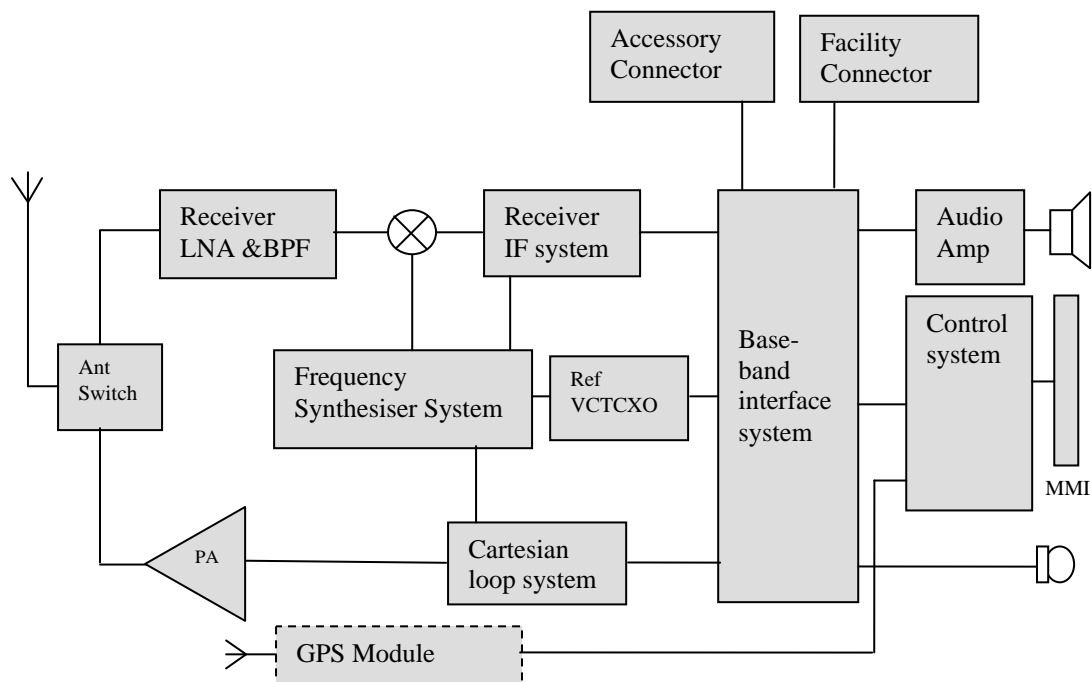 Accessory
Connector
Facility
Connector
Receiver
LNA &BPF
Receiver
IF system
Audio
Amp
Ant
Switch
Frequency
Synthesiser System
Ref
VCTCXO
Base-
band
interface
system
Control
system
MMI
PA
Cartesian
loop system
GPS Module